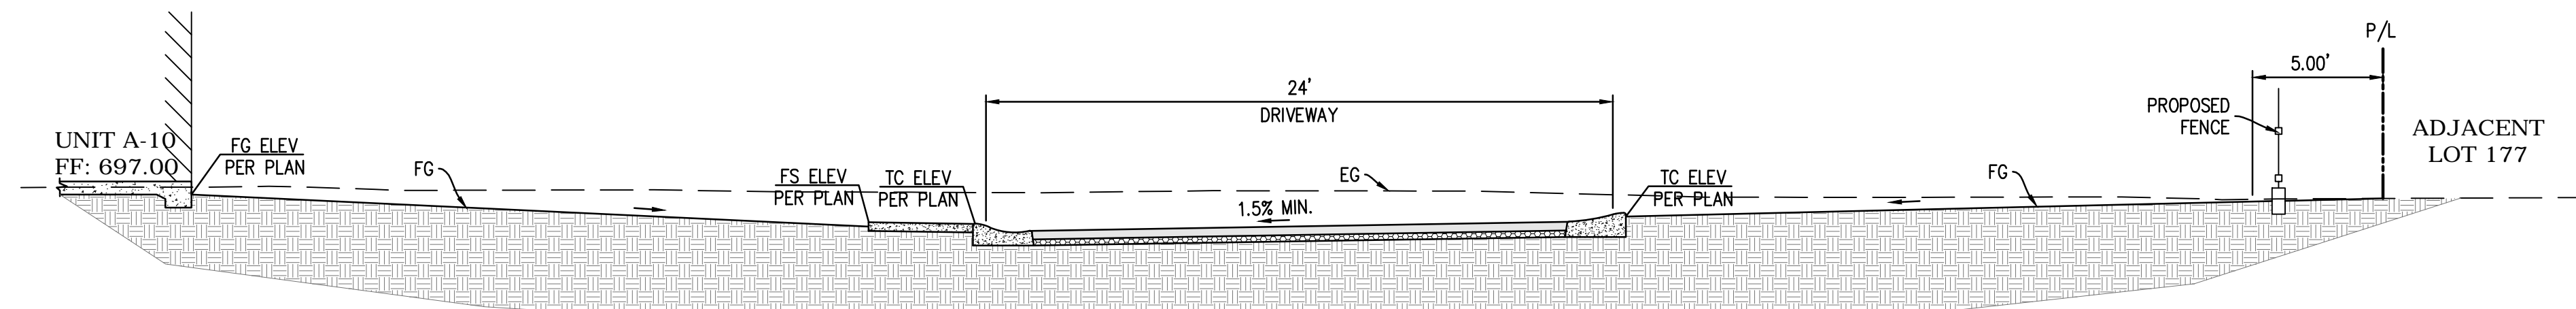 UNIT A-10
FF: 697.00
FG ELEV
PER PLAN
FG
FS ELEV
PER PLAN
TC ELEV
PER PLAN
24'
DRIVEWAY
1.5% MIN.
EG
TC ELEV
PER PLAN
FG
PROPOSED
FENCE
5.00'
P/L
ADJACENT
LOT 177